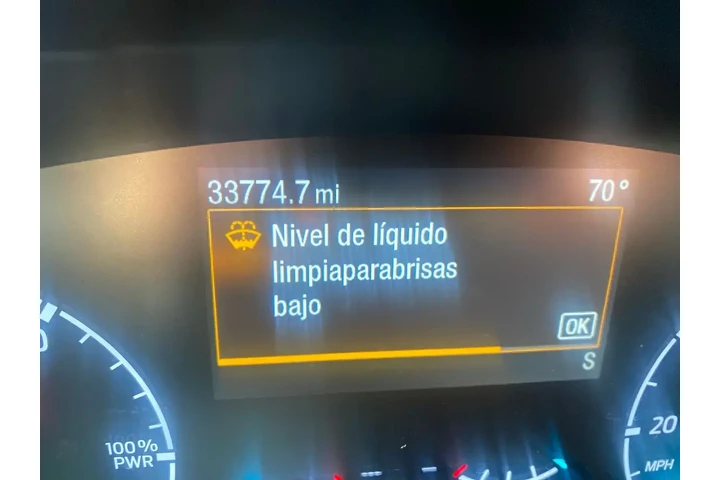 33774.7 mi 70°
Nivel de líquido
limpiaparabrisas
bajo
OK
S
100%
PWR
20
MPH